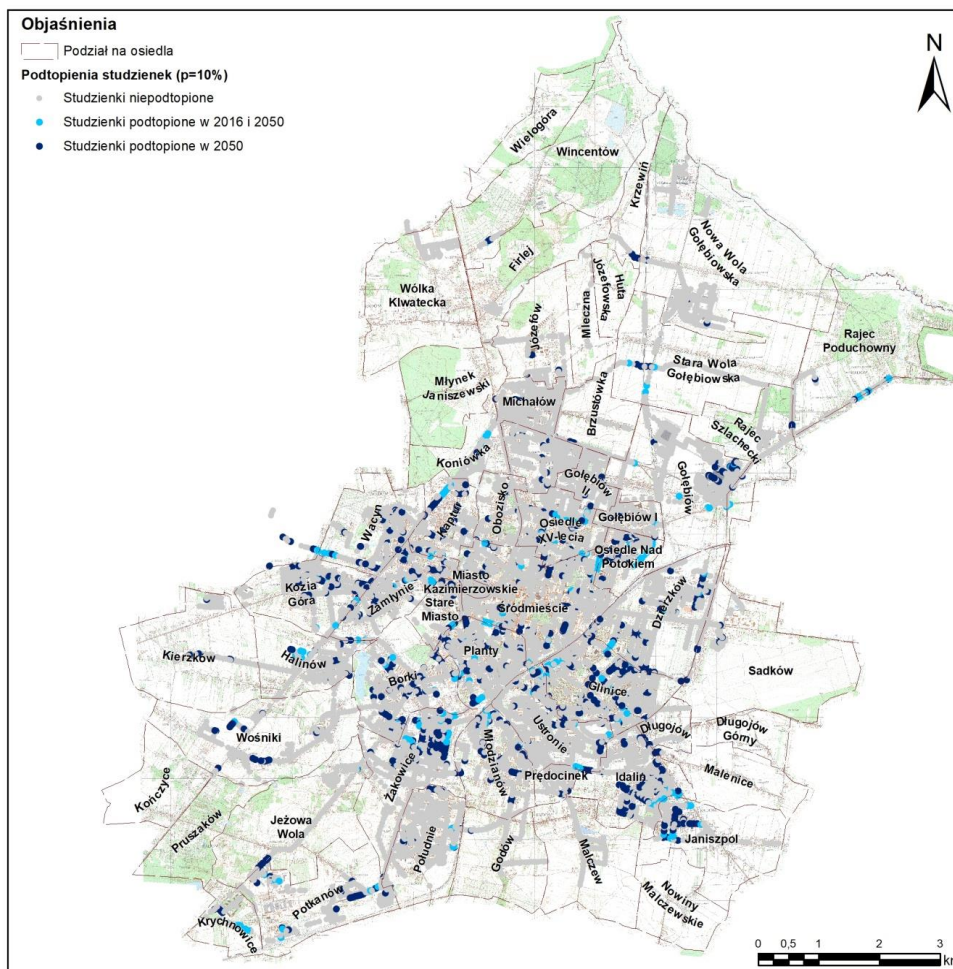 Objaśnienia
Podział na osiedla
Podtopienia studzienek (p=10%)
Studzienki niepodtopione
Studzienki podtopione w 2016 i 2050
Studzienki podtopione w 2050
N
Wielogóra
Wincentów
Krzewiń
Nowa Wola
Gołębiowska
Firlej
Huta
Józefowska
Wólka
Klwatecka
Mleczna
Józefów
Rajec
Poduchowny
Stara Wola
Gołębiowska
Młynek
Janiszewski
Michałów
Brzustówka
Rajec
Szlachecki
Koniówka
Gołębiów
II
Gołębiów
Obozisko
Kaptur
Wacyn
Osiedle
XV-lecia
Gołębiów I
Osiedle Nad
Potokiem
Kozia
Góra
Zamłynie
Miasto
Kazimierzowskie
Stare
Miasto
Śródmieście
Dzierzków
Kierzków
Halinów
Planty
Borki
Glinice
Sadków
Wośniki
Ustronie
Długojów
Długojów
Górny
Młodzianów
Żakowice
Prędocinek
Idalin
Malenice
Kończyce
Pruszaków
Jeżowa
Wola
Południe
Godów
Malczew
Janiszpol
Potkanów
Nowiny
Malczewskie
Krychnowice
0 0,5 1 2 3
km